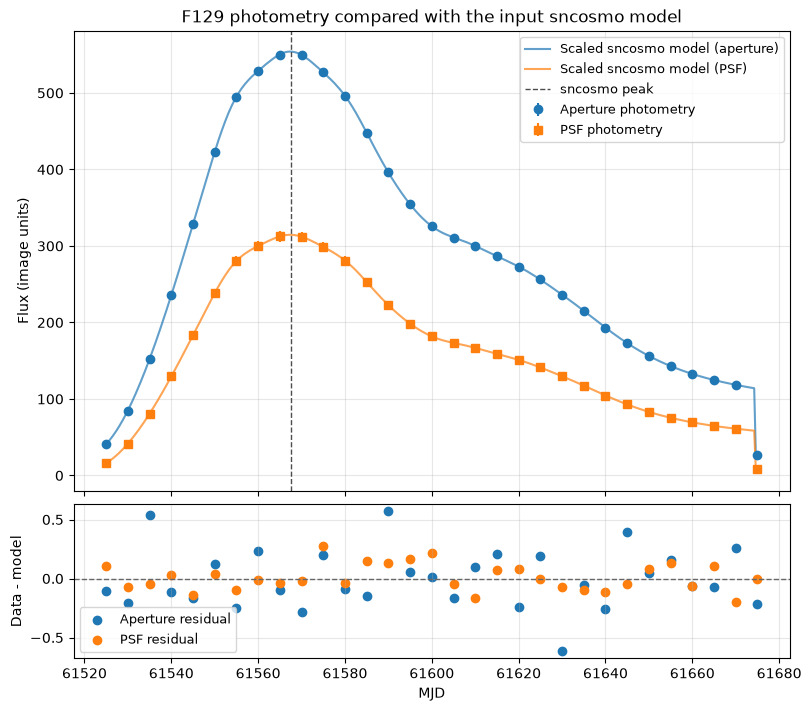 F129 photometry compared with the input sncosmo model
Scaled sncosmo model (aperture)
Scaled sncosmo model (PSF)
sncosmo peak
Aperture photometry
PSF photometry
Flux (image units)
500
400
300
200
100
0
Data - model
0.5
0.0
−0.5
Aperture residual
PSF residual
61520 61540 61560 61580 61600 61620 61640 61660 61680
MJD